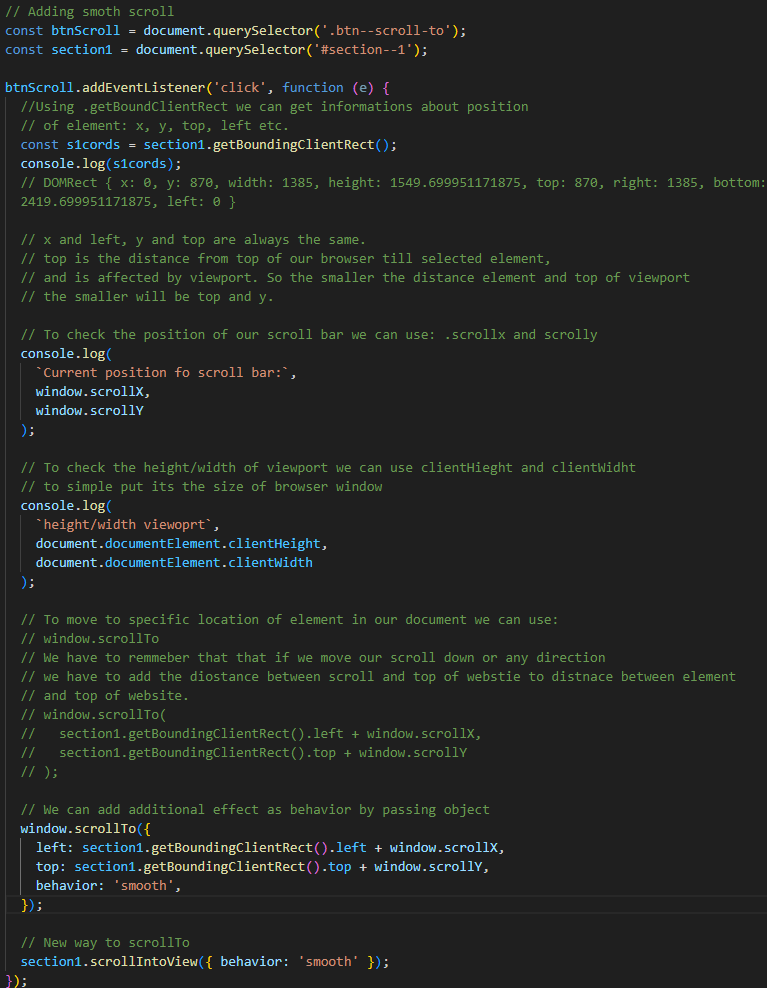 // Adding smoth scroll
const btnScroll = document.querySelector('.btn--scroll-to');
const section1 = document.querySelector('#section--1');

btnScroll.addEventListener('click', function (e) {
  //Using .getBoundClientRect we can get informations about position
  // of element: x, y, top, left etc.
  const s1cords = section1.getBoundingClientRect();
  console.log(s1cords);
  // DOMRect { x: 0, y: 870, width: 1385, height: 1549.699951171875, top: 870, right: 1385, bottom:
  2419.699951171875, left: 0 }

  // x and left, y and top are always the same.
  // top is the distance from top of our browser till selected element,
  // and is affected by viewport. So the smaller the distance element and top of viewport
  // the smaller will be top and y.

  // To check the position of our scroll bar we can use: .scrollx and scrolly
  console.log(
    `Current position fo scroll bar:`,
    window.scrollX,
    window.scrollY
  );

  // To check the height/width of viewport we can use clientHieght and clientWidht
  // to simple put its the size of browser window
  console.log(
    `height/width viewoprt`,
    document.documentElement.clientHeight,
    document.documentElement.clientWidth
  );

  // To move to specific location of element in our document we can use:
  // window.scrollTo
  // We have to remmeber that that if we move our scroll down or any direction
  // we have to add the diostance between scroll and top of webstie to distnace between element
  // and top of website.
  // window.scrollTo(
  //   section1.getBoundingClientRect().left + window.scrollX,
  //   section1.getBoundingClientRect().top + window.scrollY
  // );

  // We can add additional effect as behavior by passing object
  window.scrollTo({
    left: section1.getBoundingClientRect().left + window.scrollX,
    top: section1.getBoundingClientRect().top + window.scrollY,
    behavior: 'smooth',
  });

  // New way to scrollTo
  section1.scrollIntoView({ behavior: 'smooth' });
});